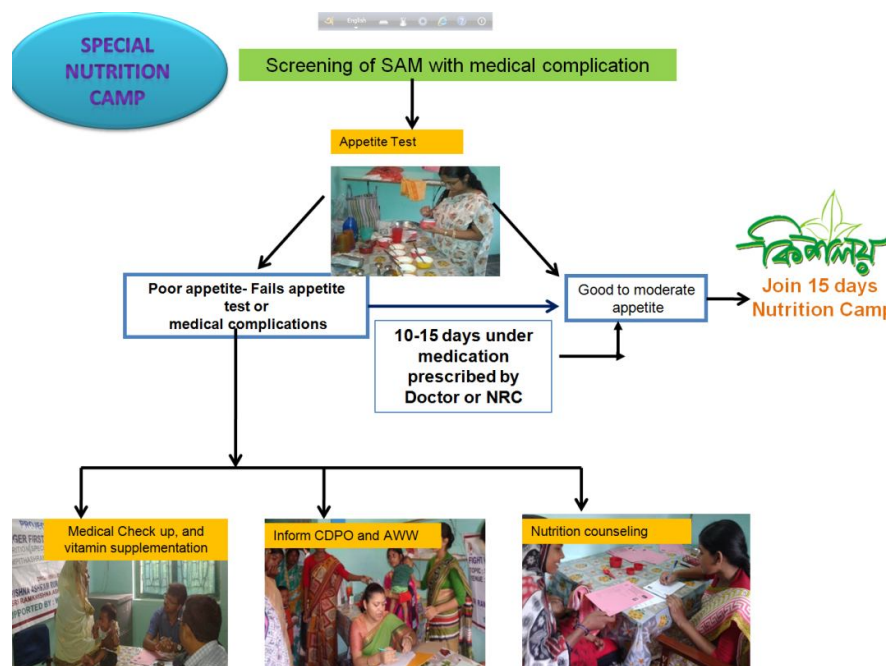 English
SPECIAL
NUTRITION
CAMP
Screening of SAM with medical complication
Appetite Test
Poor appetite- Fails appetite
test or
medical complications
Good to moderate
appetite
কিশলয়
Join 15 days
Nutrition Camp
10-15 days under
medication
prescribed by
Doctor or NRC
Medical Check up, and
vitamin supplementation
Inform CDPO and AWW
Nutrition counseling